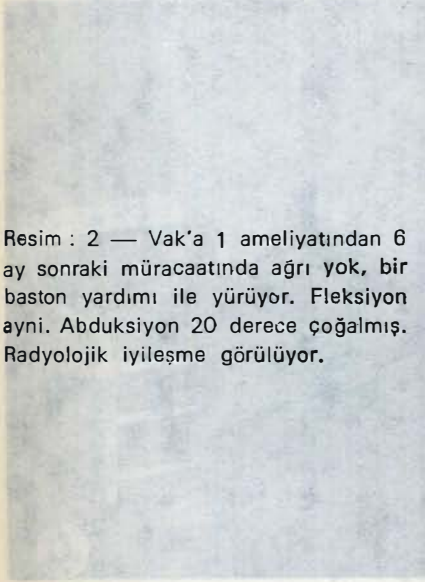 Resim : 2 — Vak'a 1 ameliyatından 6
ay sonraki müracaatında ağrı yok, bir
baston yardımı ile yürüyor. Fleksiyon
ayni. Abduksiyon 20 derece çoğalmış.
Radyolojik iyileşme görülüyor.